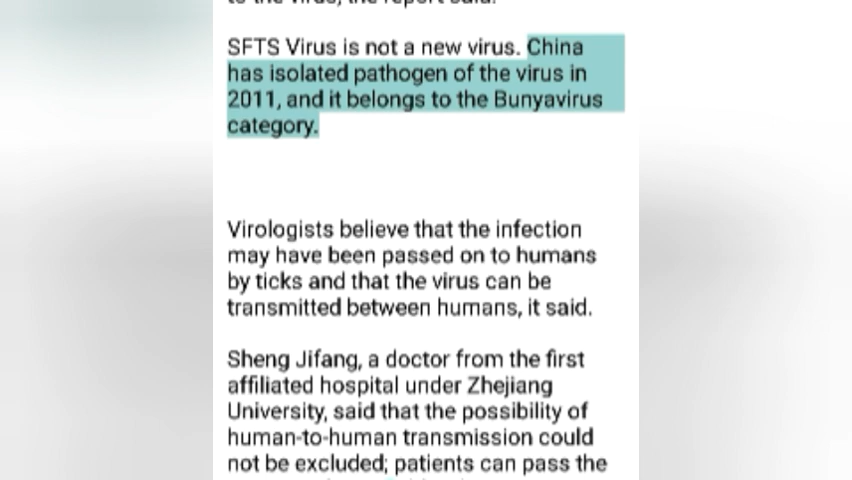 SFTS Virus is not a new virus. China
has isolated pathogen of the virus in
2011, and it belongs to the Bunyavirus
category.
Virologists believe that the infection
may have been passed on to humans
by ticks and that the virus can be
transmitted between humans, it said.
Sheng Jifang, a doctor from the first
affiliated hospital under Zhejiang
University, said that the possibility of
human-to-human transmission could
not be excluded; patients can pass the